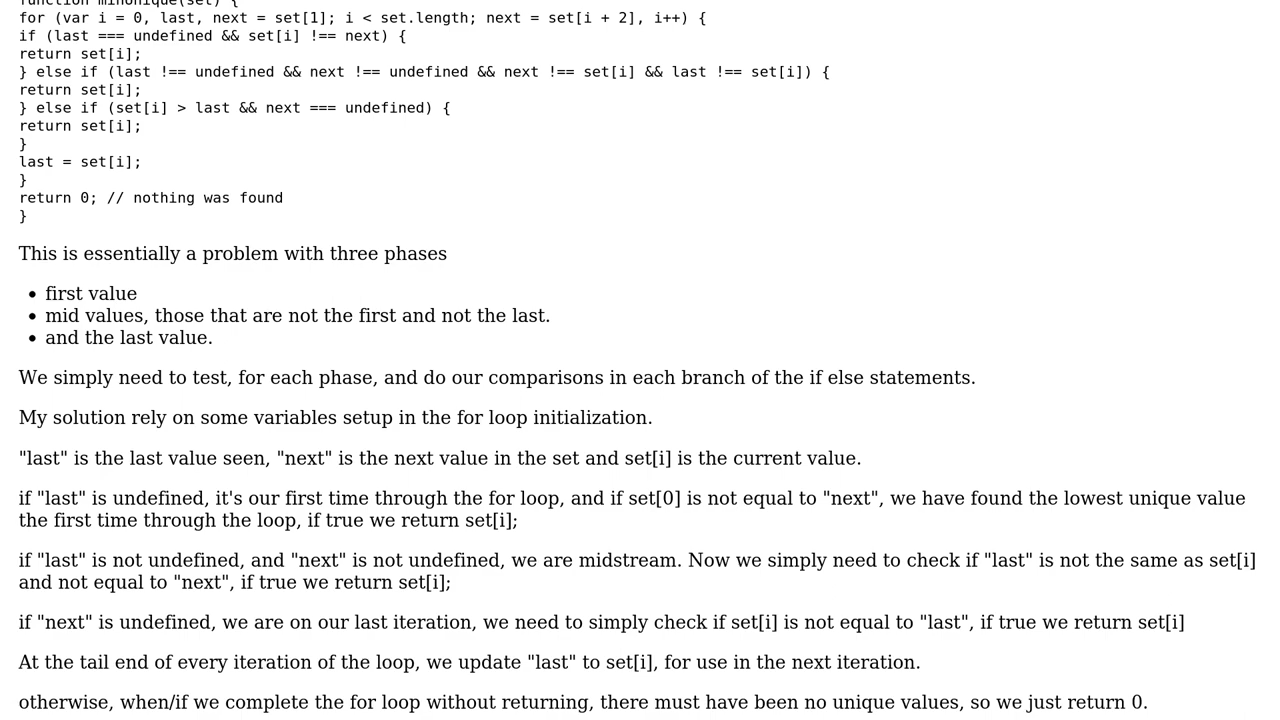 function minUnique(set) {
for (var i = 0, last, next = set[1]; i < set.length; next = set[i + 2], i++) {
if (last === undefined && set[i] !== next) {
return set[i];
} else if (last !== undefined && next !== undefined && next !== set[i] && last !== set[i]) {
return set[i];
} else if (set[i] > last && next === undefined) {
return set[i];
}
last = set[i];
}
return 0; // nothing was found
}
This is essentially a problem with three phases
• first value
• mid values, those that are not the first and not the last.
• and the last value.
We simply need to test, for each phase, and do our comparisons in each branch of the if else statements.
My solution rely on some variables setup in the for loop initialization.
"last" is the last value seen, "next" is the next value in the set and set[i] is the current value.
if "last" is undefined, it's our first time through the for loop, and if set[0] is not equal to "next", we have found the lowest unique value
the first time through the loop, if true we return set[i];
if "last" is not undefined, and "next" is not undefined, we are midstream. Now we simply need to check if "last" is not the same as set[i]
and not equal to "next", if true we return set[i];
if "next" is undefined, we are on our last iteration, we need to simply check if set[i] is not equal to "last", if true we return set[i]
At the tail end of every iteration of the loop, we update "last" to set[i], for use in the next iteration.
otherwise, when/if we complete the for loop without returning, there must have been no unique values, so we just return 0.